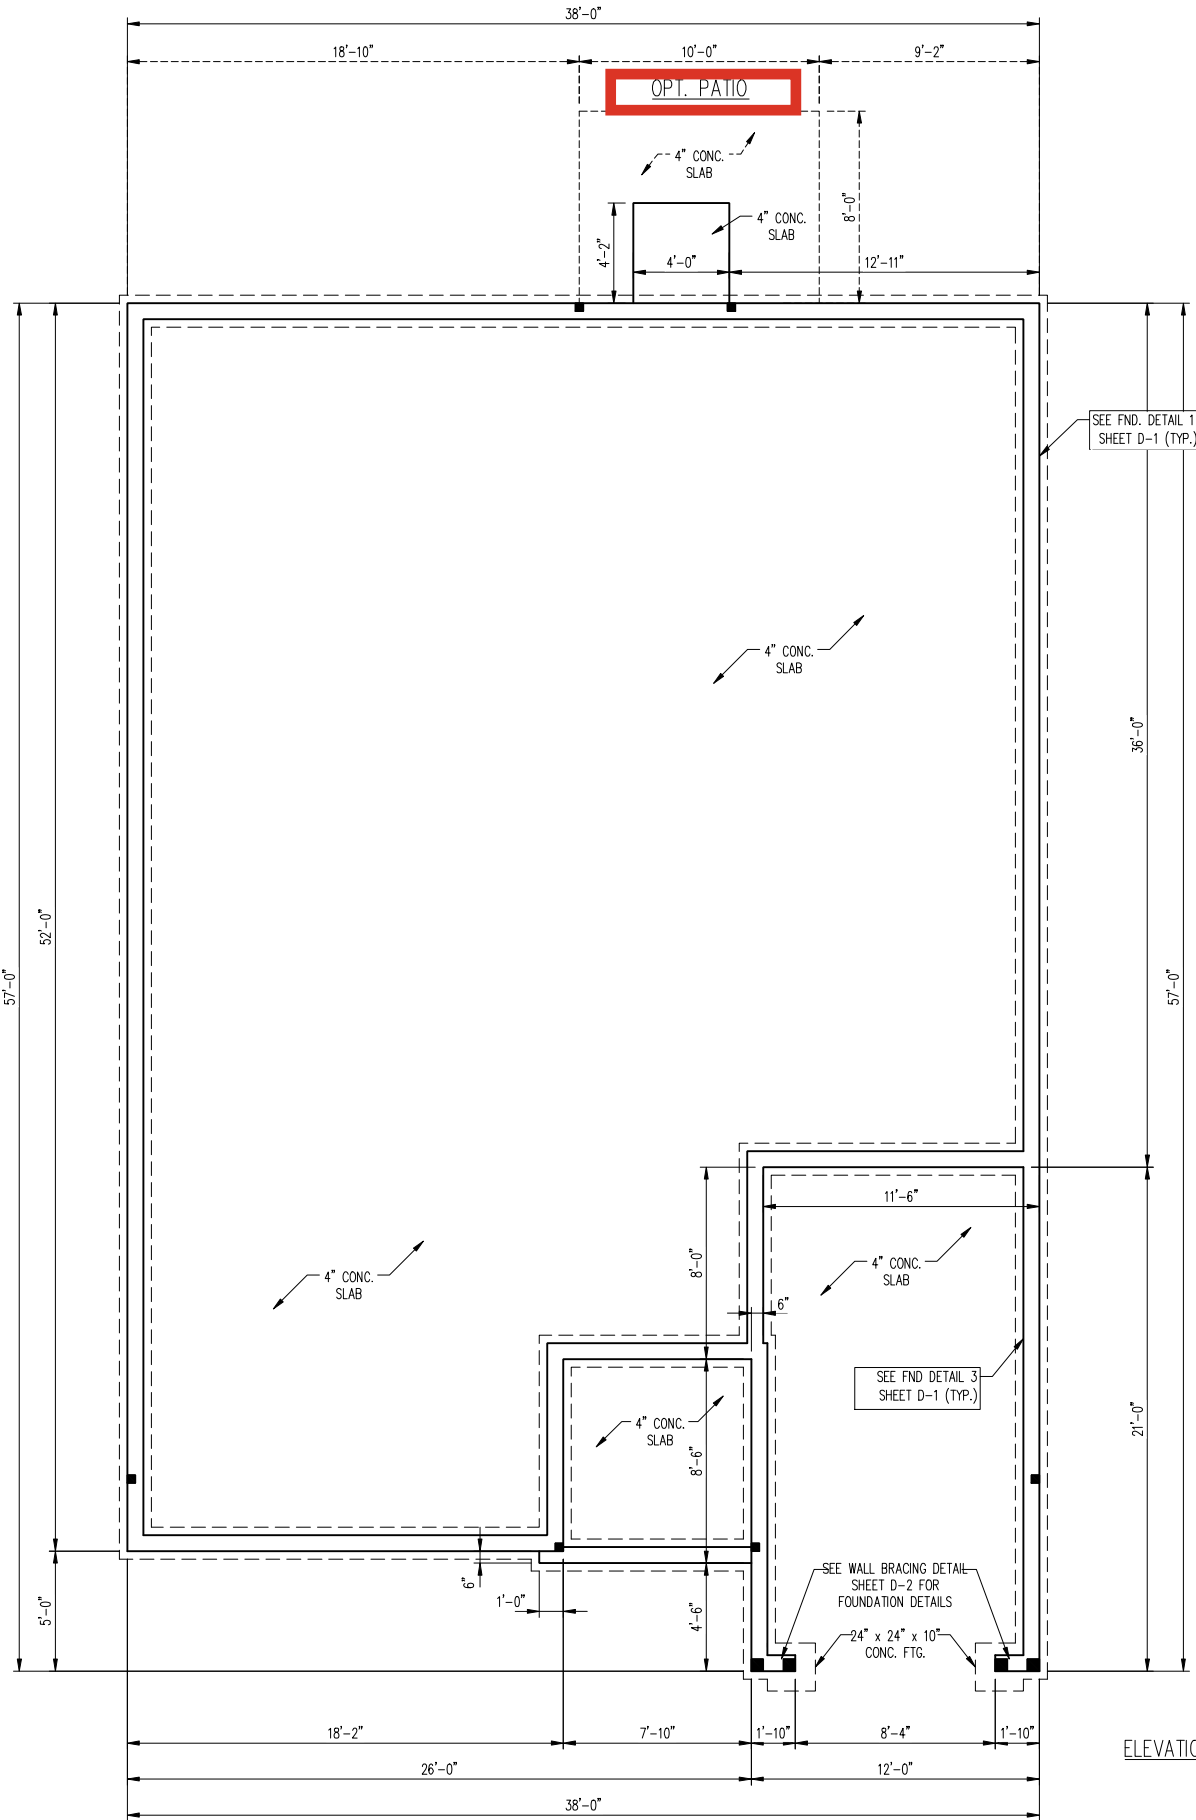 38'-0"
18'-10"
10'-0"
9'-2"
OPT. PATIO
4" CONC.
SLAB
8'-0"
4'-2"
4" CONC.
SLAB
4'-0"
12'-11"
SEE FND. DETAIL 1
SHEET D-1 (TYP.)
4" CONC.
SLAB
36'-0"
52'-0"
57'-0"
57'-0"
11'-6"
8'-0"
4" CONC.
SLAB
4" CONC.
SLAB
6"
SEE FND DETAIL 3
SHEET D-1 (TYP.)
4" CONC.
SLAB
8'-6"
21'-0"
6"
1'-0"
4'-6"
5'-0"
SEE WALL BRACING DETAIL
SHEET D-2 FOR
FOUNDATION DETAILS
24" x 24" x 10"
CONC. FTG.
18'-2"
7'-10"
1'-10"
8'-4"
1'-10"
ELEVATIO
26'-0"
12'-0"
38'-0"